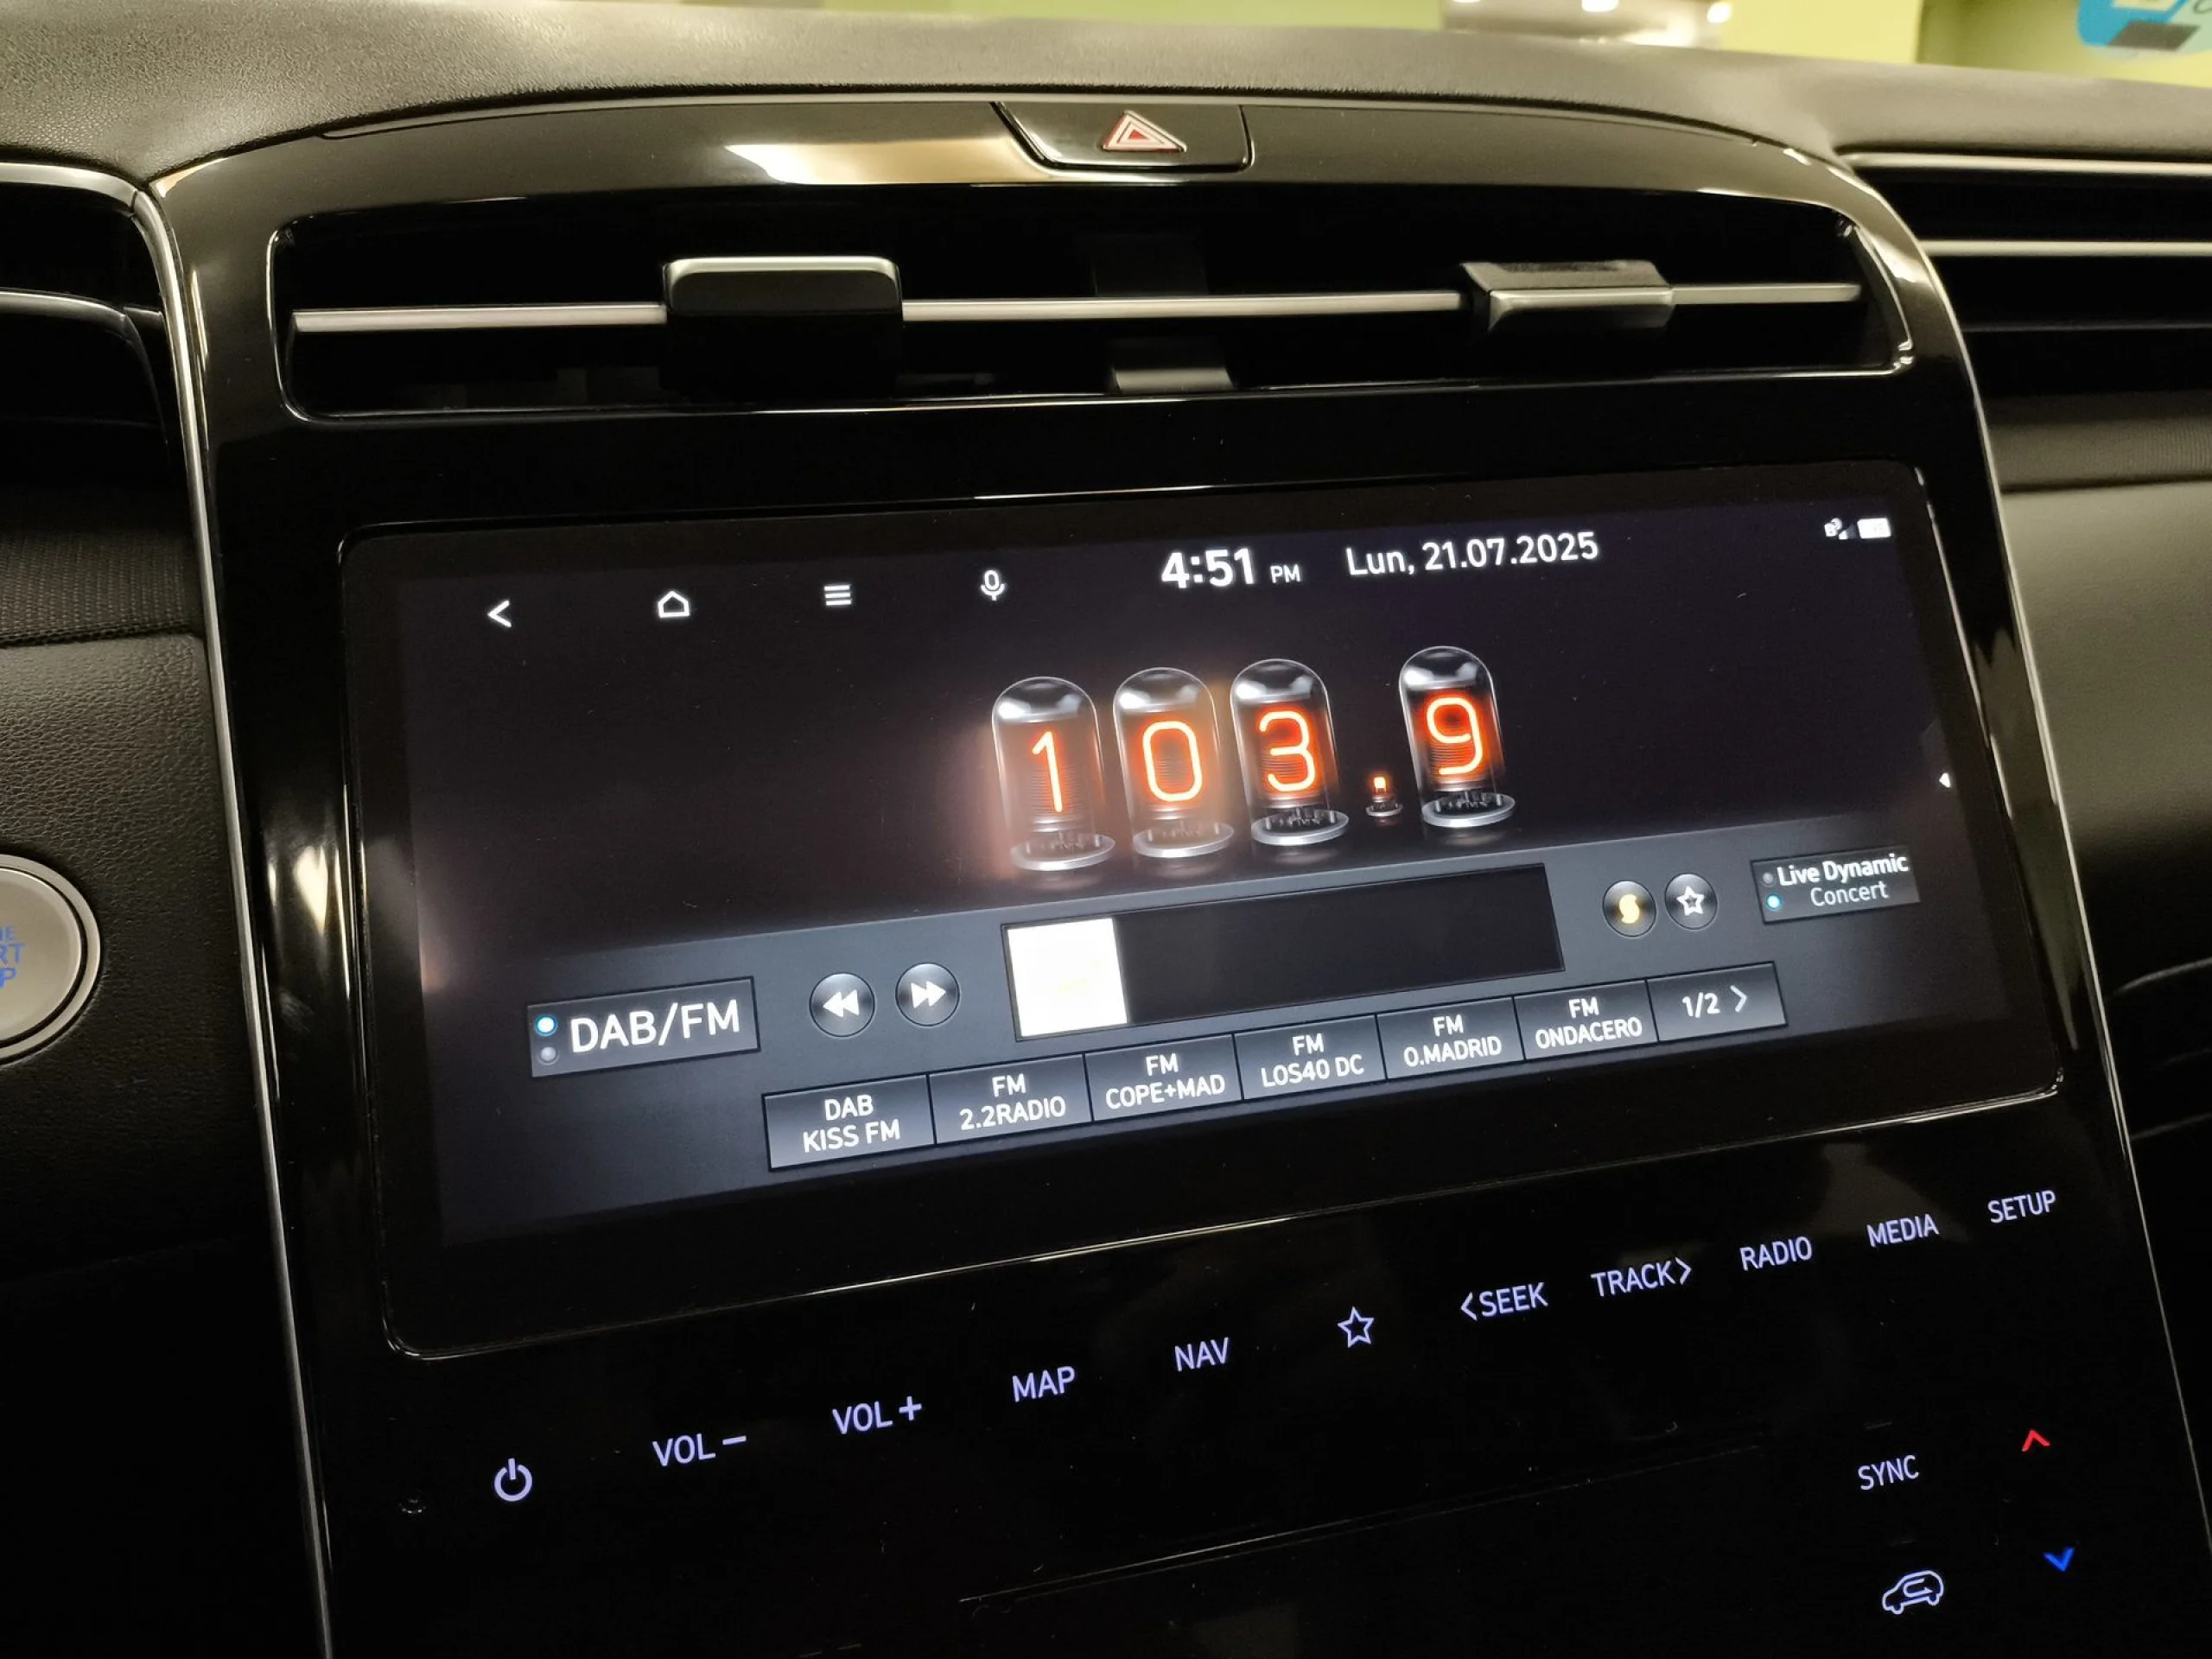 4:51 PM Lun, 21.07.2025
103.9
Live Dynamic
Concert
DAB/FM
DAB
KISS FM
FM
2.2RADIO
FM
COPE+MAD
FM
LOS40 DC
FM
O.MADRID
FM
ONDACERO
1/2
VOL −
VOL +
MAP
NAV
<SEEK
TRACK>
RADIO
MEDIA
SETUP
SYNC